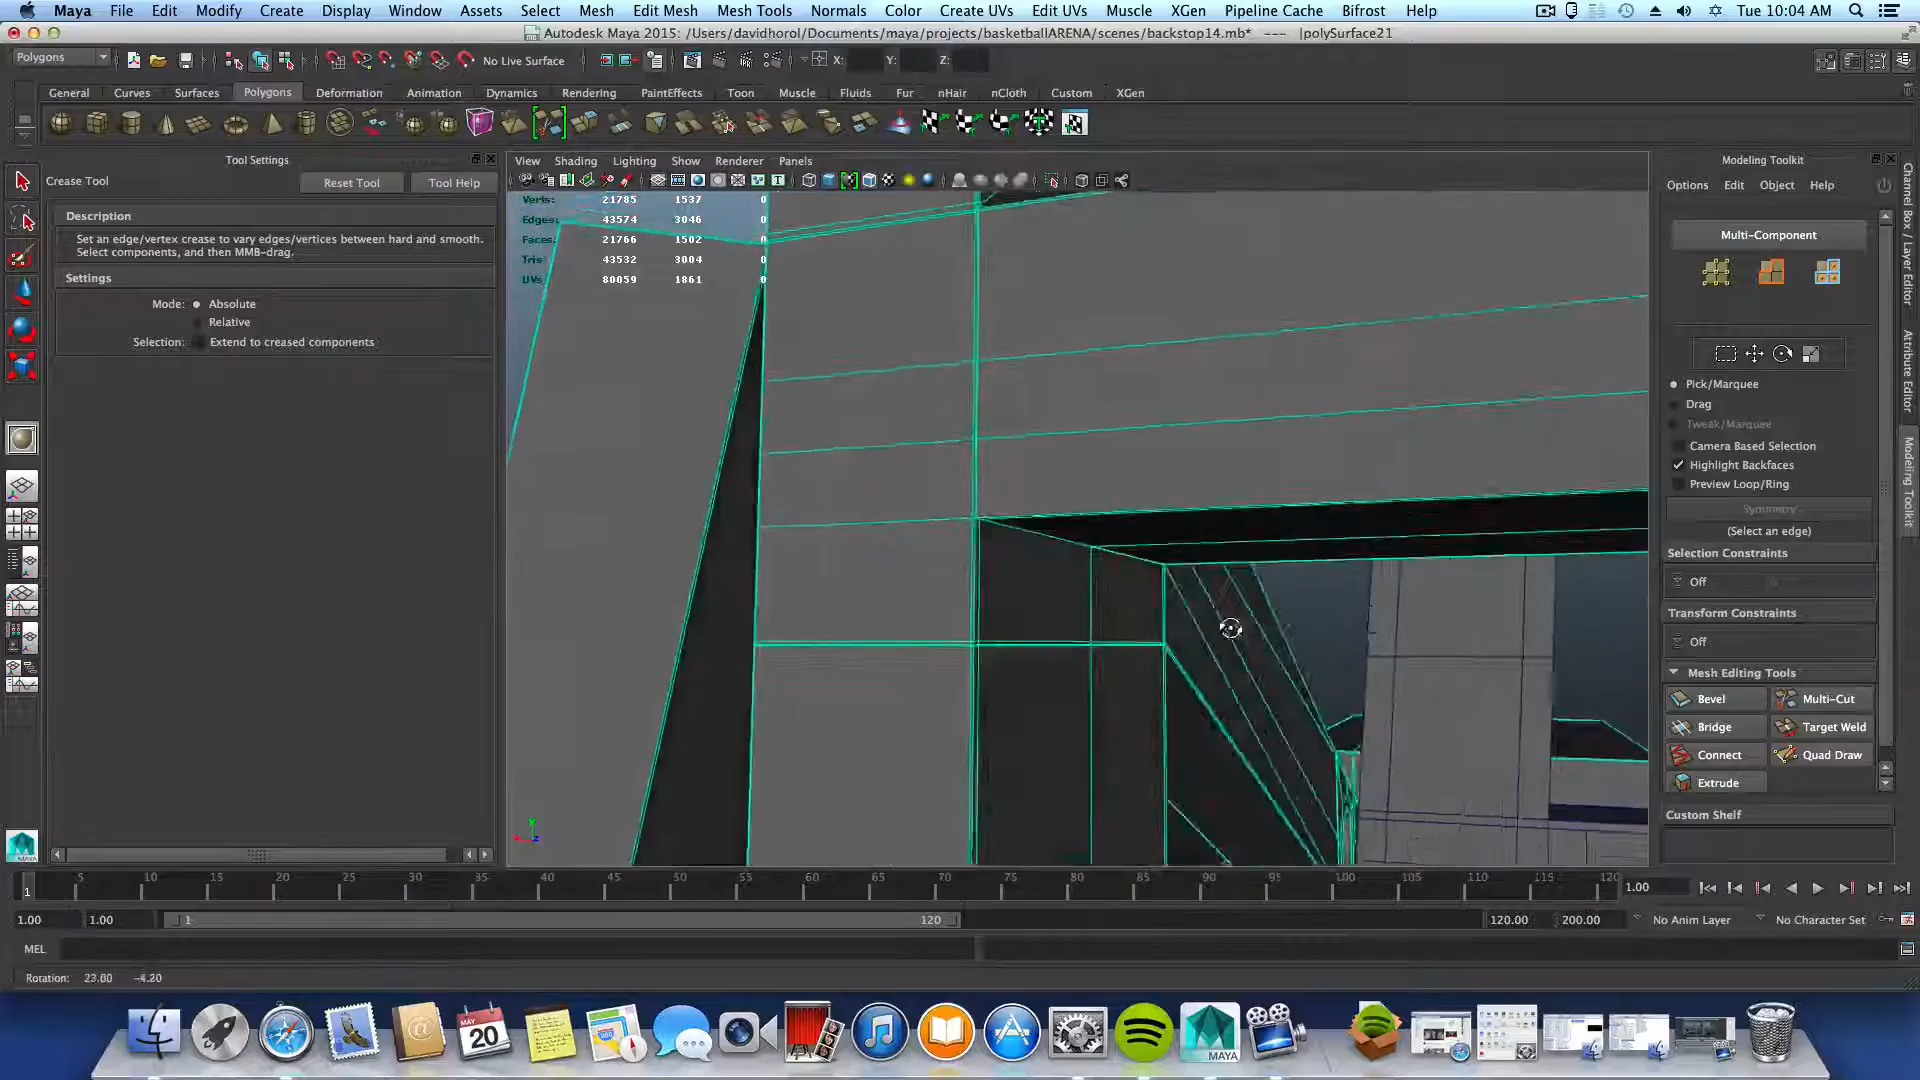 Maya File Edit Modify Create Display Window Assets Select Mesh Edit Mesh Mesh Tools Normals Color Create UVs Edit UVs Muscle XGen Pipeline Cache Bifrost Help Tue 10:04 AM
Autodesk Maya 2015: /Users/davidhorol/Documents/maya/projects/basketballARENA/scenes/backstop14.mb* --- |polySurface21
Polygons No Live Surface X: Y: Z:
General Curves Surfaces Polygons Deformation Animation Dynamics Rendering PaintEffects Toon Muscle Fluids Fur nHair nCloth Custom XGen
Tool Settings
Crease Tool Reset Tool Tool Help
Description
Set an edge/vertex crease to vary edges/vertices between hard and smooth.
Select components, and then MMB-drag.
Settings
Mode: Absolute
Relative
Selection: Extend to creased components
View Shading Lighting Show Renderer Panels
Verts: 21785 1537 0
Edges: 43574 3046 0
Faces: 21766 1502 0
Tris: 43532 3004 0
UVs: 80059 1861 0
Modeling Toolkit
Options Edit Object Help
Multi-Component
Pick/Marquee
Drag
Tweak/Marquee
Camera Based Selection
Highlight Backfaces
Preview Loop/Ring
Symmetry
(Select an edge)
Selection Constraints
Off
Transform Constraints
Off
Mesh Editing Tools
Bevel Multi-Cut
Bridge Target Weld
Connect Quad Draw
Extrude
Custom Shelf
Channel Box / Layer Editor
Attribute Editor
Modeling Toolkit
MAYA
1 5 10 15 20 25 30 35 40 45 50 55 60 65 70 75 80 85 90 95 100 105 110 115 120 1.00
1.00 1.00 1 120 120.00 200.00 No Anim Layer No Character Set
MEL
Rotation: 23.60 -4.20
MAY
20
MAYA